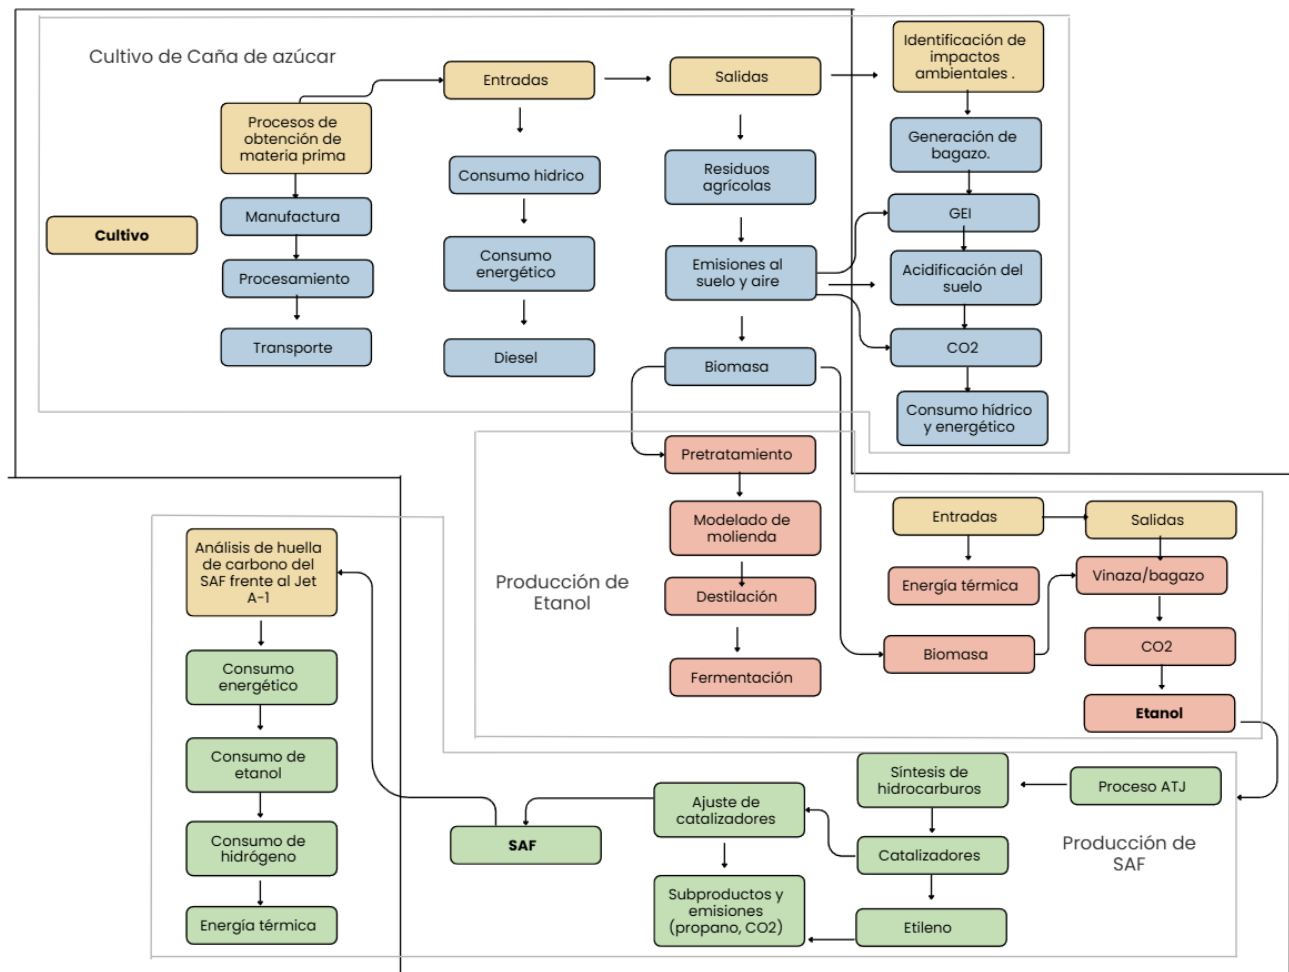 Cultivo de Caña de azúcar
Cultivo
Procesos de
obtención de
materia prima
Manufactura
Procesamiento
Transporte
Entradas
Consumo hidrico
Consumo
energético
Diesel
Salidas
Residuos
agrícolas
Emisiones al
suelo y aire
Biomasa
Identificación de
impactos
ambientales .
Generación de
bagazo.
GEI
Acidificación del
suelo
CO2
Consumo hídrico
y energético
Producción de
Etanol
Pretratamiento
Modelado de
molienda
Destilación
Fermentación
Entradas
Energía térmica
Biomasa
Salidas
Vinaza/bagazo
CO2
Etanol
Producción de
SAF
Proceso ATJ
Síntesis de
hidrocarburos
Catalizadores
Etileno
Ajuste de
catalizadores
Subproductos y
emisiones
(propano, CO2)
SAF
Análisis de huella
de carbono del
SAF frente al Jet
A-1
Consumo
energético
Consumo de
etanol
Consumo de
hidrógeno
Energía térmica